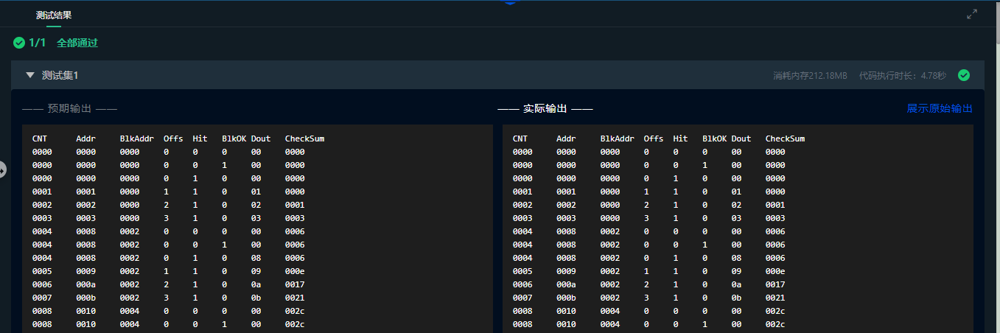 测试结果
1/1 全部通过
测试集1 消耗内存212.18MB 代码执行时长：4.78秒
—— 预期输出 ——
CNT Addr BlkAddr Offs Hit BlkOK Dout CheckSum
0000 0000 0000 0 0 0 00 0000
0000 0000 0000 0 0 1 00 0000
0000 0000 0000 0 1 0 00 0000
0001 0001 0000 1 1 0 01 0000
0002 0002 0000 2 1 0 02 0001
0003 0003 0000 3 1 0 03 0003
0004 0008 0002 0 0 0 00 0006
0004 0008 0002 0 0 1 00 0006
0004 0008 0002 0 1 0 08 0006
0005 0009 0002 1 1 0 09 000e
0006 000a 0002 2 1 0 0a 0017
0007 000b 0002 3 1 0 0b 0021
0008 0010 0004 0 0 0 00 002c
0008 0010 0004 0 0 1 00 002c
—— 实际输出 —— 展示原始输出
CNT Addr BlkAddr Offs Hit BlkOK Dout CheckSum
0000 0000 0000 0 0 0 00 0000
0000 0000 0000 0 0 1 00 0000
0000 0000 0000 0 1 0 00 0000
0001 0001 0000 1 1 0 01 0000
0002 0002 0000 2 1 0 02 0001
0003 0003 0000 3 1 0 03 0003
0004 0008 0002 0 0 0 00 0006
0004 0008 0002 0 0 1 00 0006
0004 0008 0002 0 1 0 08 0006
0005 0009 0002 1 1 0 09 000e
0006 000a 0002 2 1 0 0a 0017
0007 000b 0002 3 1 0 0b 0021
0008 0010 0004 0 0 0 00 002c
0008 0010 0004 0 0 1 00 002c